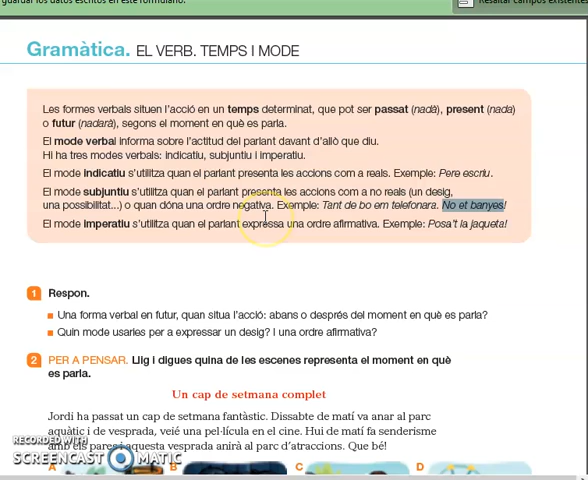 guardar los datos escritos en este formulario.
Resaltar campos existentes
Gramàtica. EL VERB. TEMPS I MODE
Les formes verbals situen l'acció en un temps determinat, que pot ser passat (nadà), present (nada)
o futur (nadarà), segons el moment en què es parla.
El mode verbal informa sobre l'actitud del parlant davant d'allò que diu.
Hi ha tres modes verbals: indicatiu, subjuntiu i imperatiu.
El mode indicatiu s'utilitza quan el parlant presenta les accions com a reals. Exemple: Pere escriu.
El mode subjuntiu s'utilitza quan el parlant presenta les accions com a no reals (un desig,
una possibilitat...) o quan dóna una ordre negativa. Exemple: Tant de bo em telefonara. No et banyes!
El mode imperatiu s'utilitza quan el parlant expressa una ordre afirmativa. Exemple: Posa't la jaqueta!
1 Respon.
■ Una forma verbal en futur, quan situa l'acció: abans o després del moment en què es parla?
■ Quin mode usaries per a expressar un desig? I una ordre afirmativa?
2 PER A PENSAR. Llig i digues quina de les escenes representa el moment en què
es parla.
Un cap de setmana complet
Jordi ha passat un cap de setmana fantàstic. Dissabte de matí va anar al parc
aquàtic i de vesprada, veié una pel·lícula en el cine. Hui de matí fa senderisme
amb els pares i aquesta vesprada anirà al parc d'atraccions. Que bé!
RECORDED WITH
SCREENCAST MATIC
A B C D